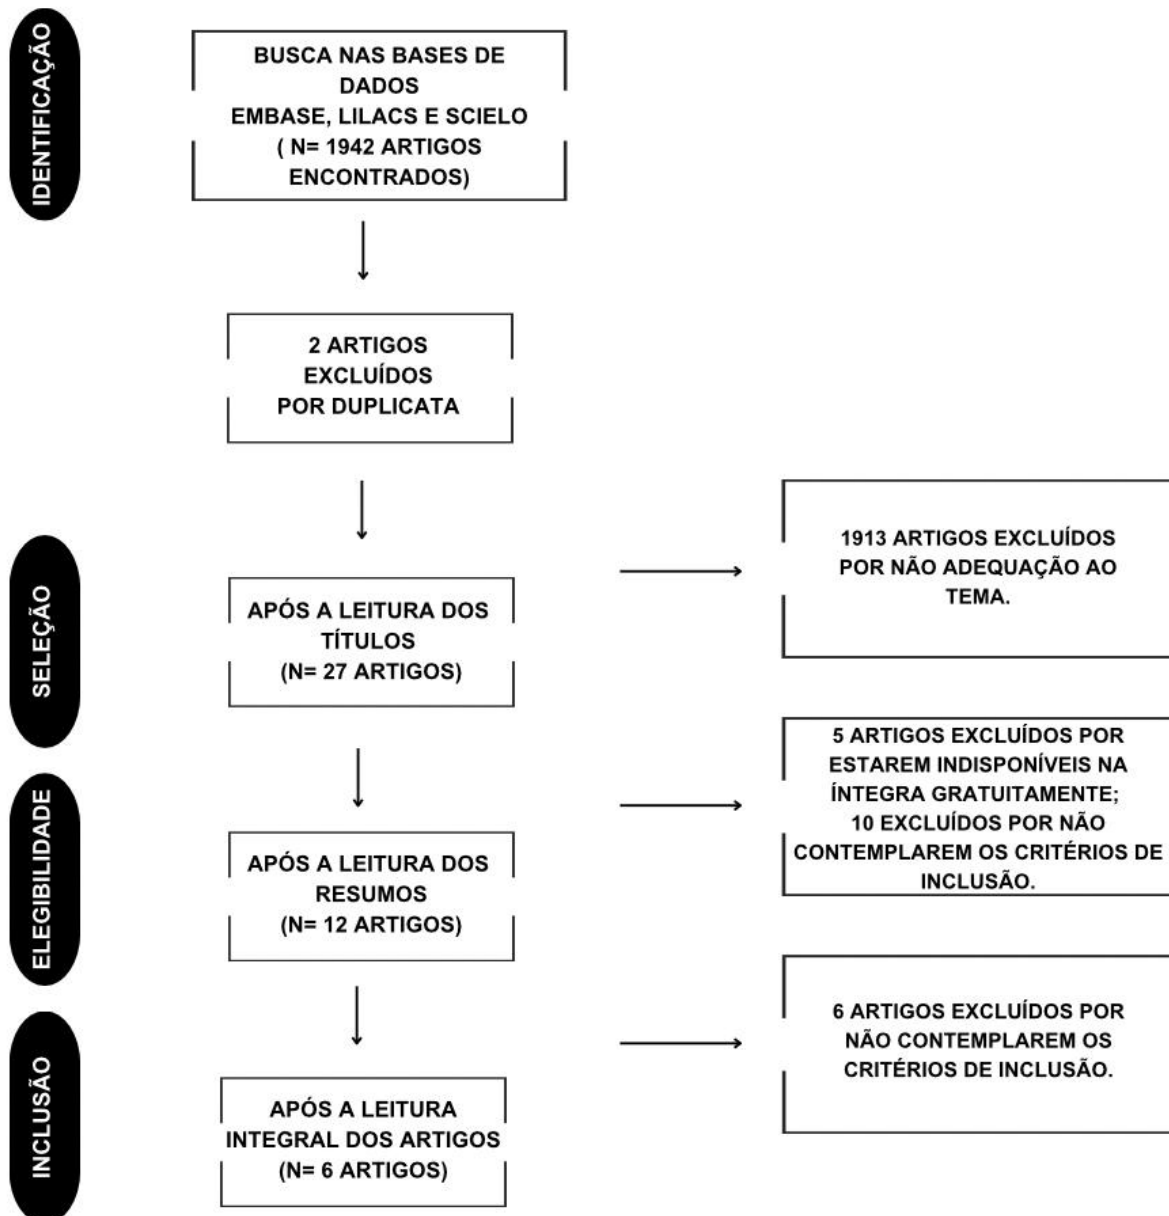 IDENTIFICAÇÃO
BUSCA NAS BASES DE
DADOS
EMBASE, LILACS E SCIELO
( N= 1942 ARTIGOS
ENCONTRADOS)
2 ARTIGOS
EXCLUÍDOS
POR DUPLICATA
SELEÇÃO
APÓS A LEITURA DOS
TÍTULOS
(N= 27 ARTIGOS)
1913 ARTIGOS EXCLUÍDOS
POR NÃO ADEQUAÇÃO AO
TEMA.
ELEGIBILIDADE
APÓS A LEITURA DOS
RESUMOS
(N= 12 ARTIGOS)
5 ARTIGOS EXCLUÍDOS POR
ESTAREM INDISPONÍVEIS NA
ÍNTEGRA GRATUITAMENTE;
10 EXCLUÍDOS POR NÃO
CONTEMPLAREM OS CRITÉRIOS DE
INCLUSÃO.
INCLUSÃO
APÓS A LEITURA
INTEGRAL DOS ARTIGOS
(N= 6 ARTIGOS)
6 ARTIGOS EXCLUÍDOS POR
NÃO CONTEMPLAREM OS
CRITÉRIOS DE INCLUSÃO.